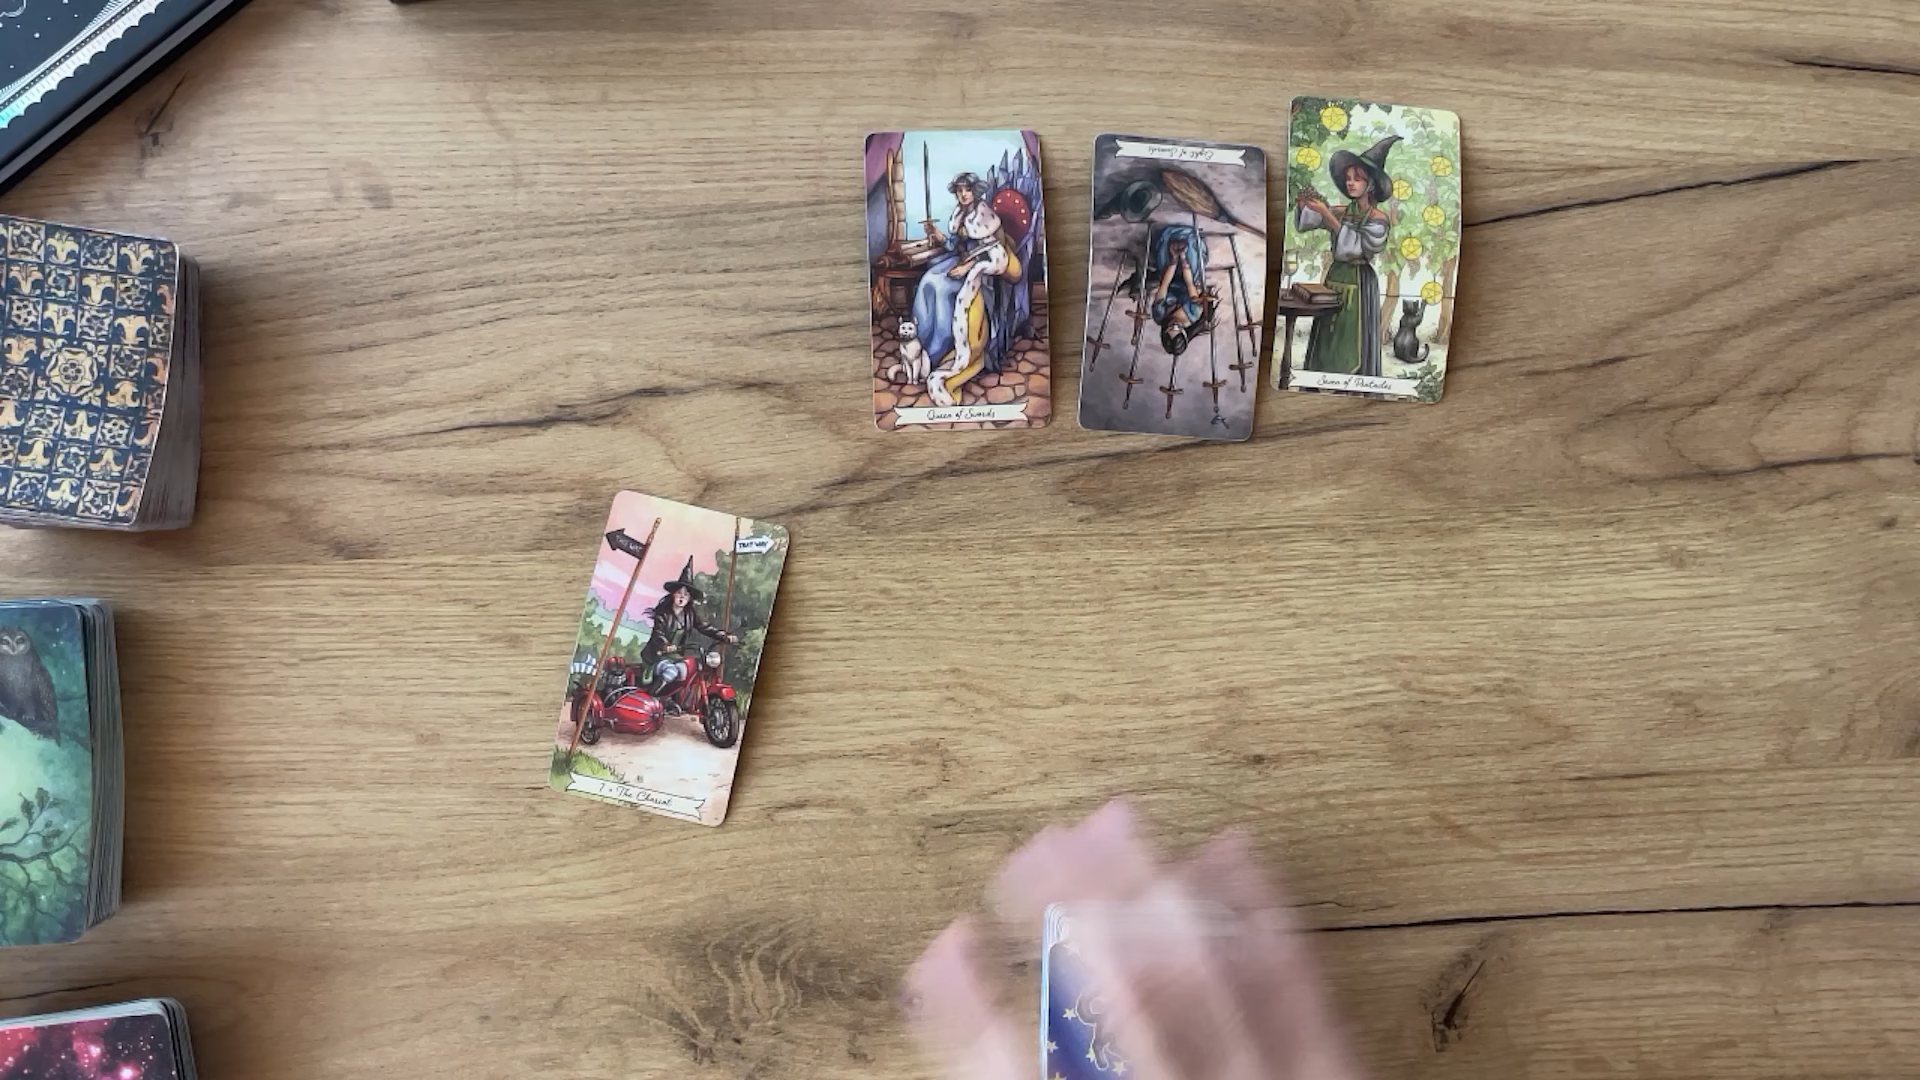 Queen of Swords
Eight of Swords
Seven of Pentacles
THIS WAY
THAT WAY
7 • The Chariot